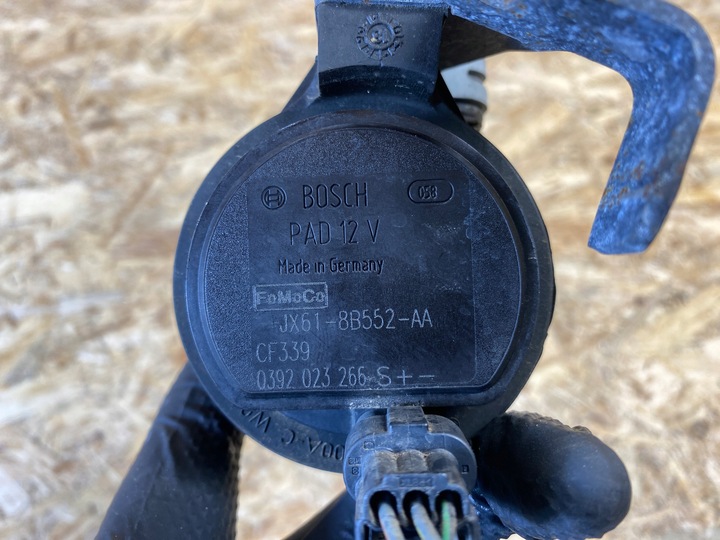 BOSCH
058
PAD 12 V
Made in Germany
FoMoCo
JX61-8B552-AA
CF339
0392 023 266 S+-